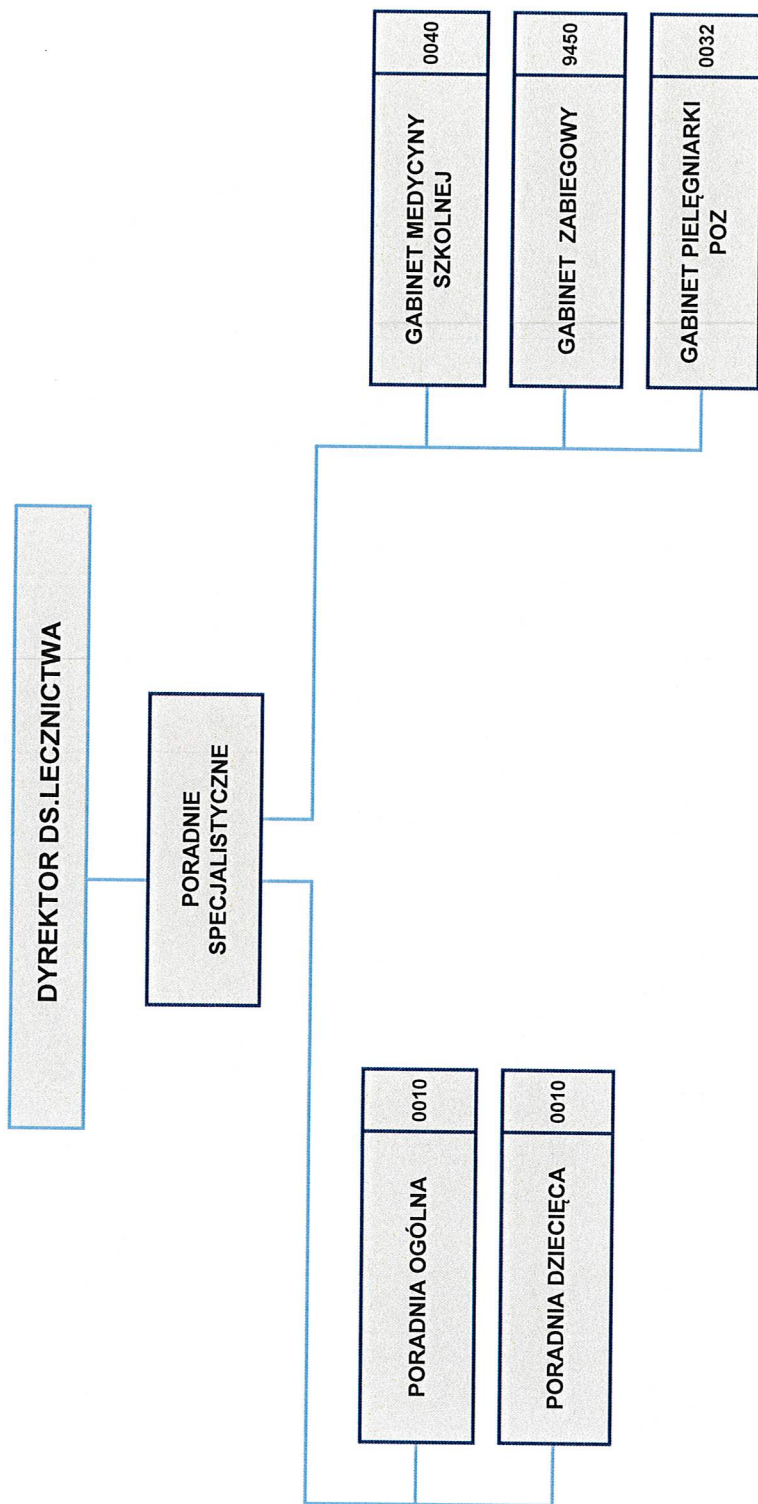 DYREKTOR DS.LECZNICTWA
PORADNIE
SPECJALISTYCZNE
PORADNIA OGÓLNA
0010
PORADNIA DZIECIĘCA
0010
GABINET MEDYCYNY
SZKOLNEJ
0040
GABINET ZABIEGOWY
9450
GABINET PIELĘGNIARKI
POZ
0032